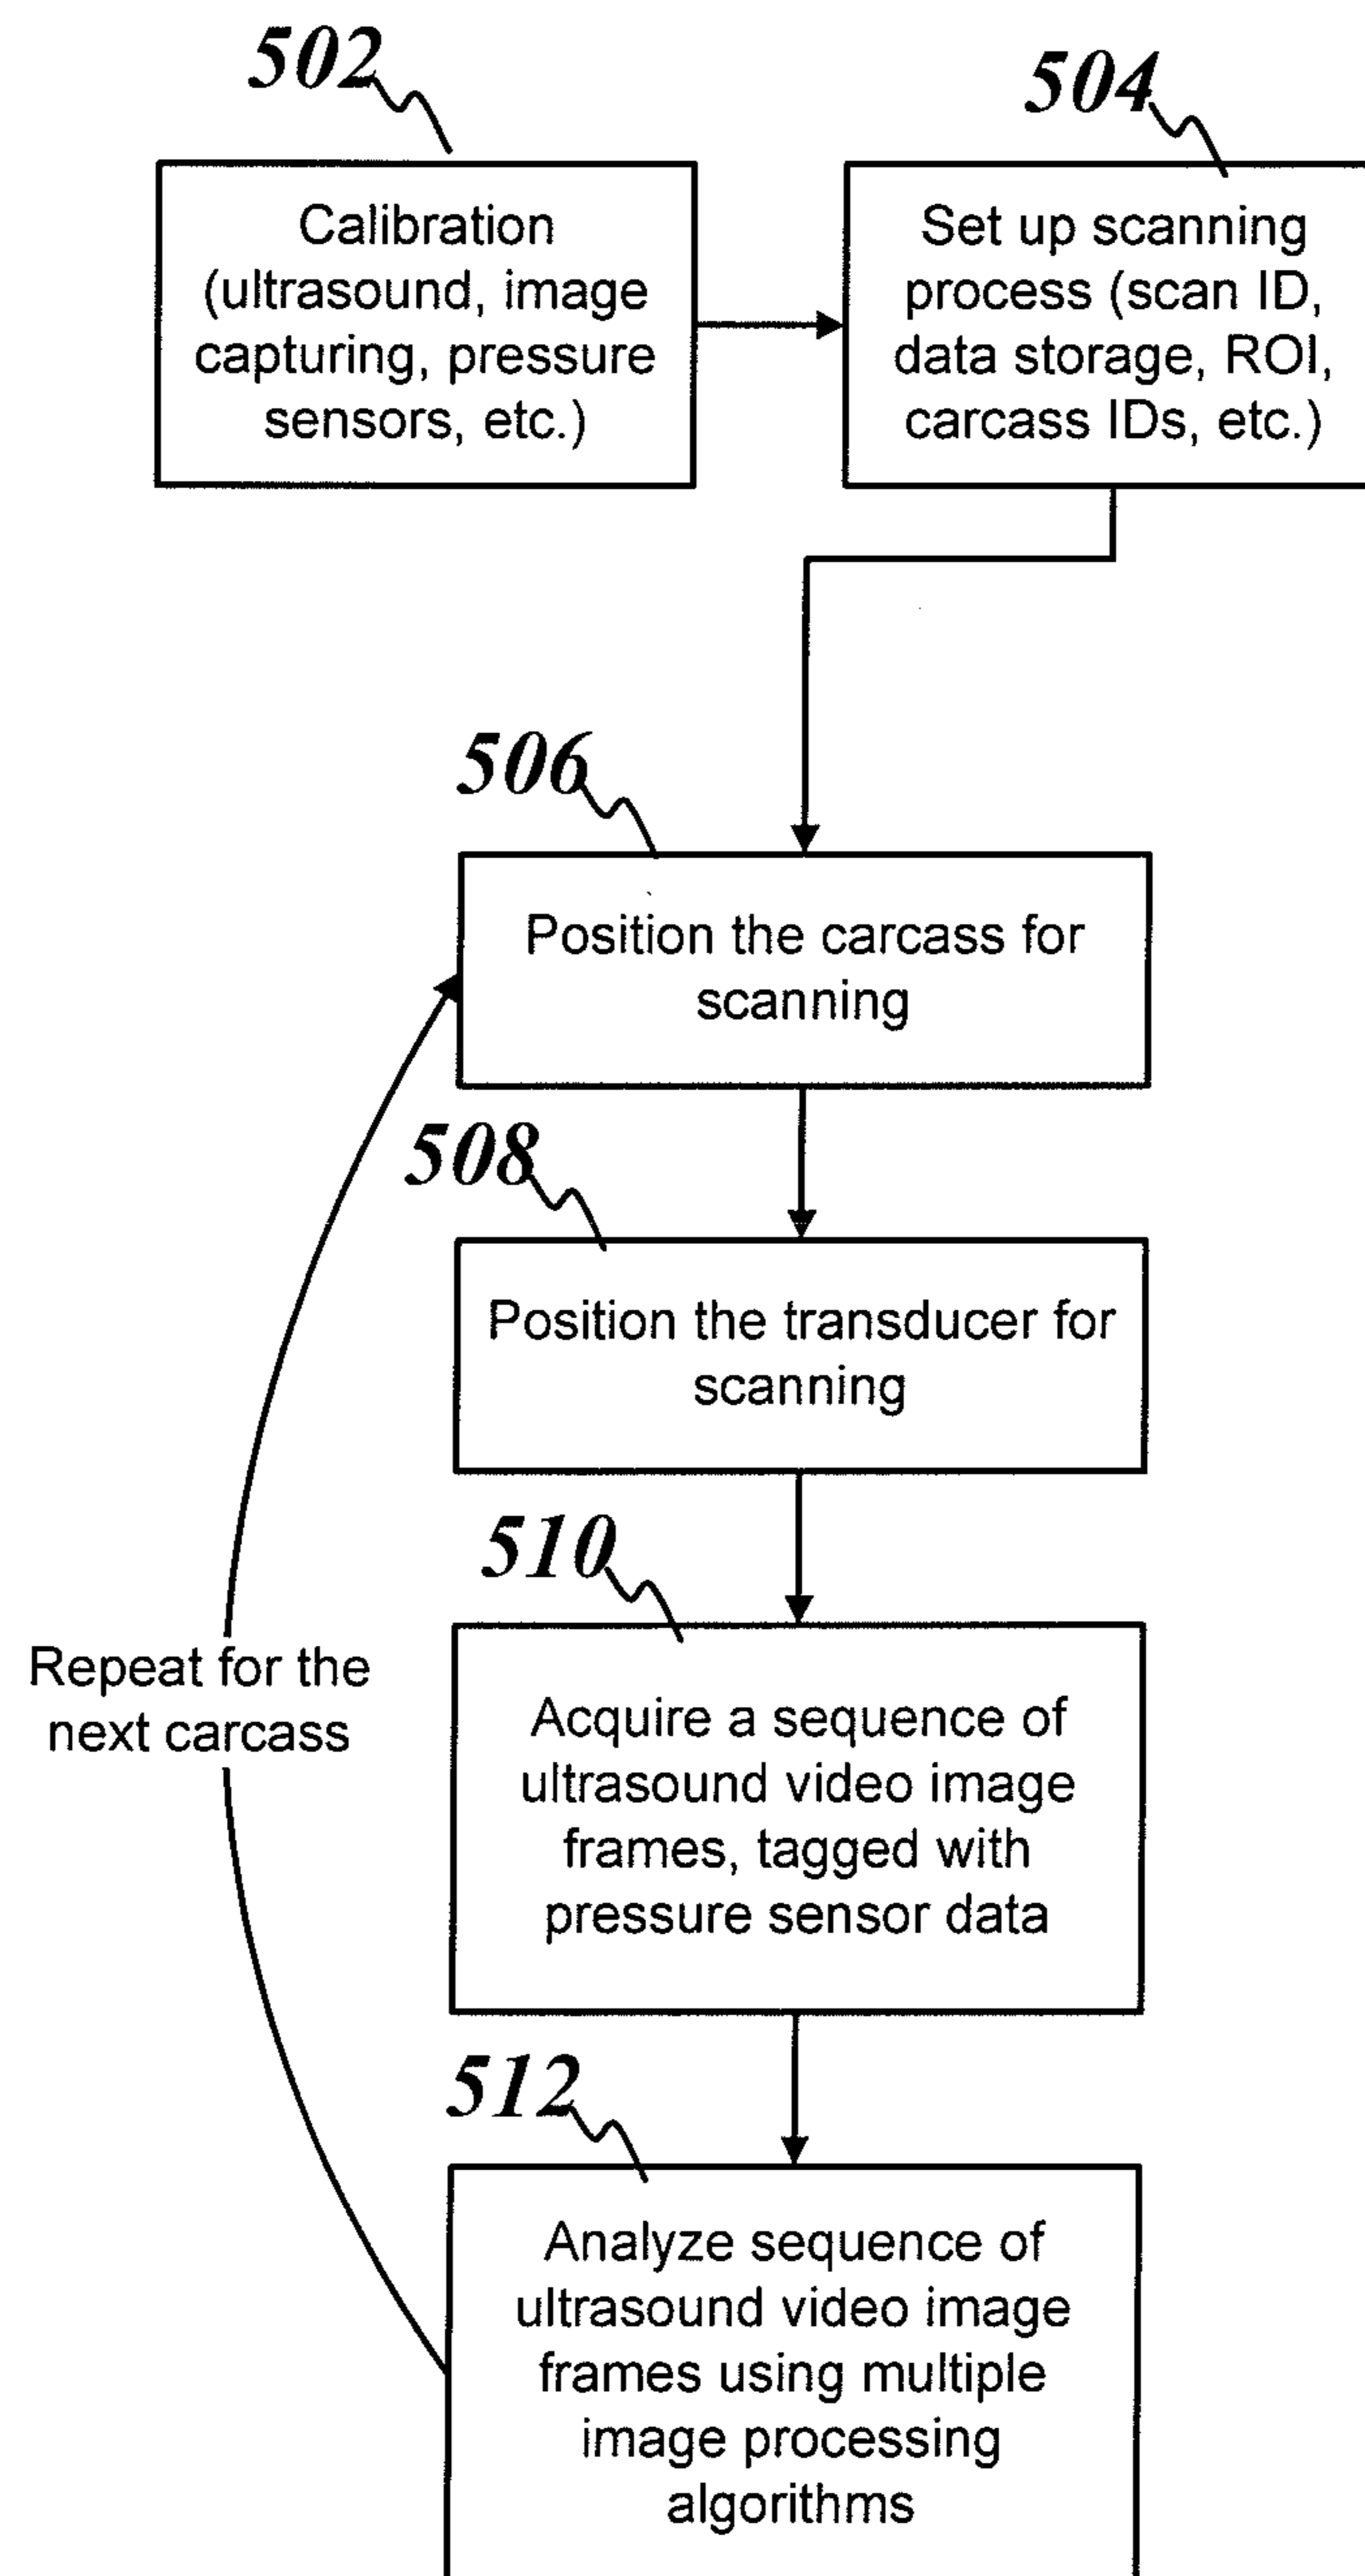 502
Calibration
(ultrasound, image
capturing, pressure
sensors, etc.)
504
Set up scanning
process (scan ID,
data storage, ROI,
carcass IDs, etc.)
506
Position the carcass for
scanning
508
Position the transducer for
scanning
510
Acquire a sequence of
ultrasound video image
frames, tagged with
pressure sensor data
Repeat for the
next carcass
512
Analyze sequence of
ultrasound video image
frames using multiple
image processing
algorithms